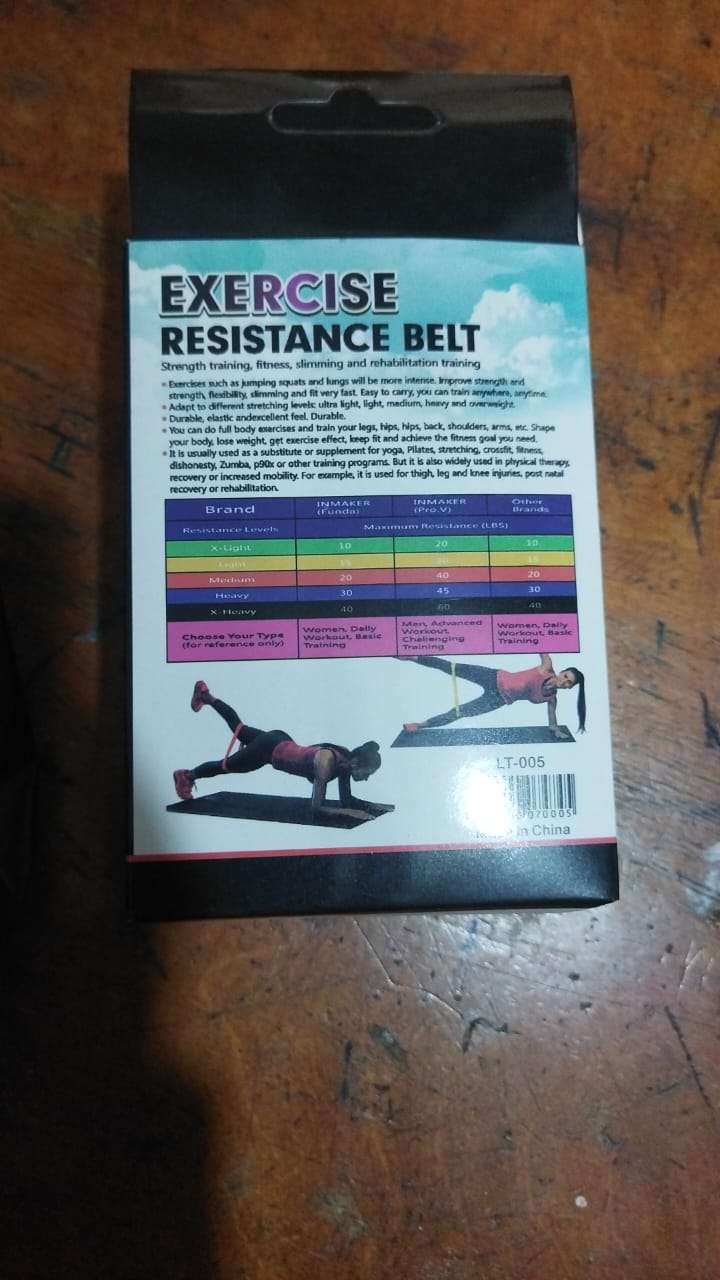 EXERCISE
RESISTANCE BELT
Strength training, fitness, slimming and rehabilitation training
• Exercises such as jumping squats and lungs will be more intense. Improve strength and
strength, flexibility, slimming and fit very fast. Easy to carry, you can train anywhere, anytime.
• Adapt to different stretching levels: ultra light, light, medium, heavy and overweight.
• Durable, elastic andexcellent feel. Durable.
• You can do full body exercises and train your legs, hips, hips, back, shoulders, arms, etc. Shape
your body, lose weight, get exercise effect, keep fit and achieve the fitness goal you need.
• It is usually used as a substitute or supplement for yoga, Pilates, stretching, crossfit, fitness,
dishonesty, Zumba, p90x or other training programs. But it is also widely used in physical therapy,
recovery or increased mobility. For example, it is used for thigh, leg and knee injuries, post natal
recovery or rehabilitation.
Brand INMAKER (Funda) INMAKER (Pro.V) Other Brands
Resistance Levels Maximum Resistance (LBS)
X-Light 10 20 10
Light 15 30 15
Medium 20 40 20
Heavy 30 45 30
X-Heavy 40 60 40
Choose Your Type (for reference only) Women, Daily Workout, Basic Training Men, Advanced Workout, Challenging Training Women, Daily Workout, Basic Training
LT-005
070005
in China